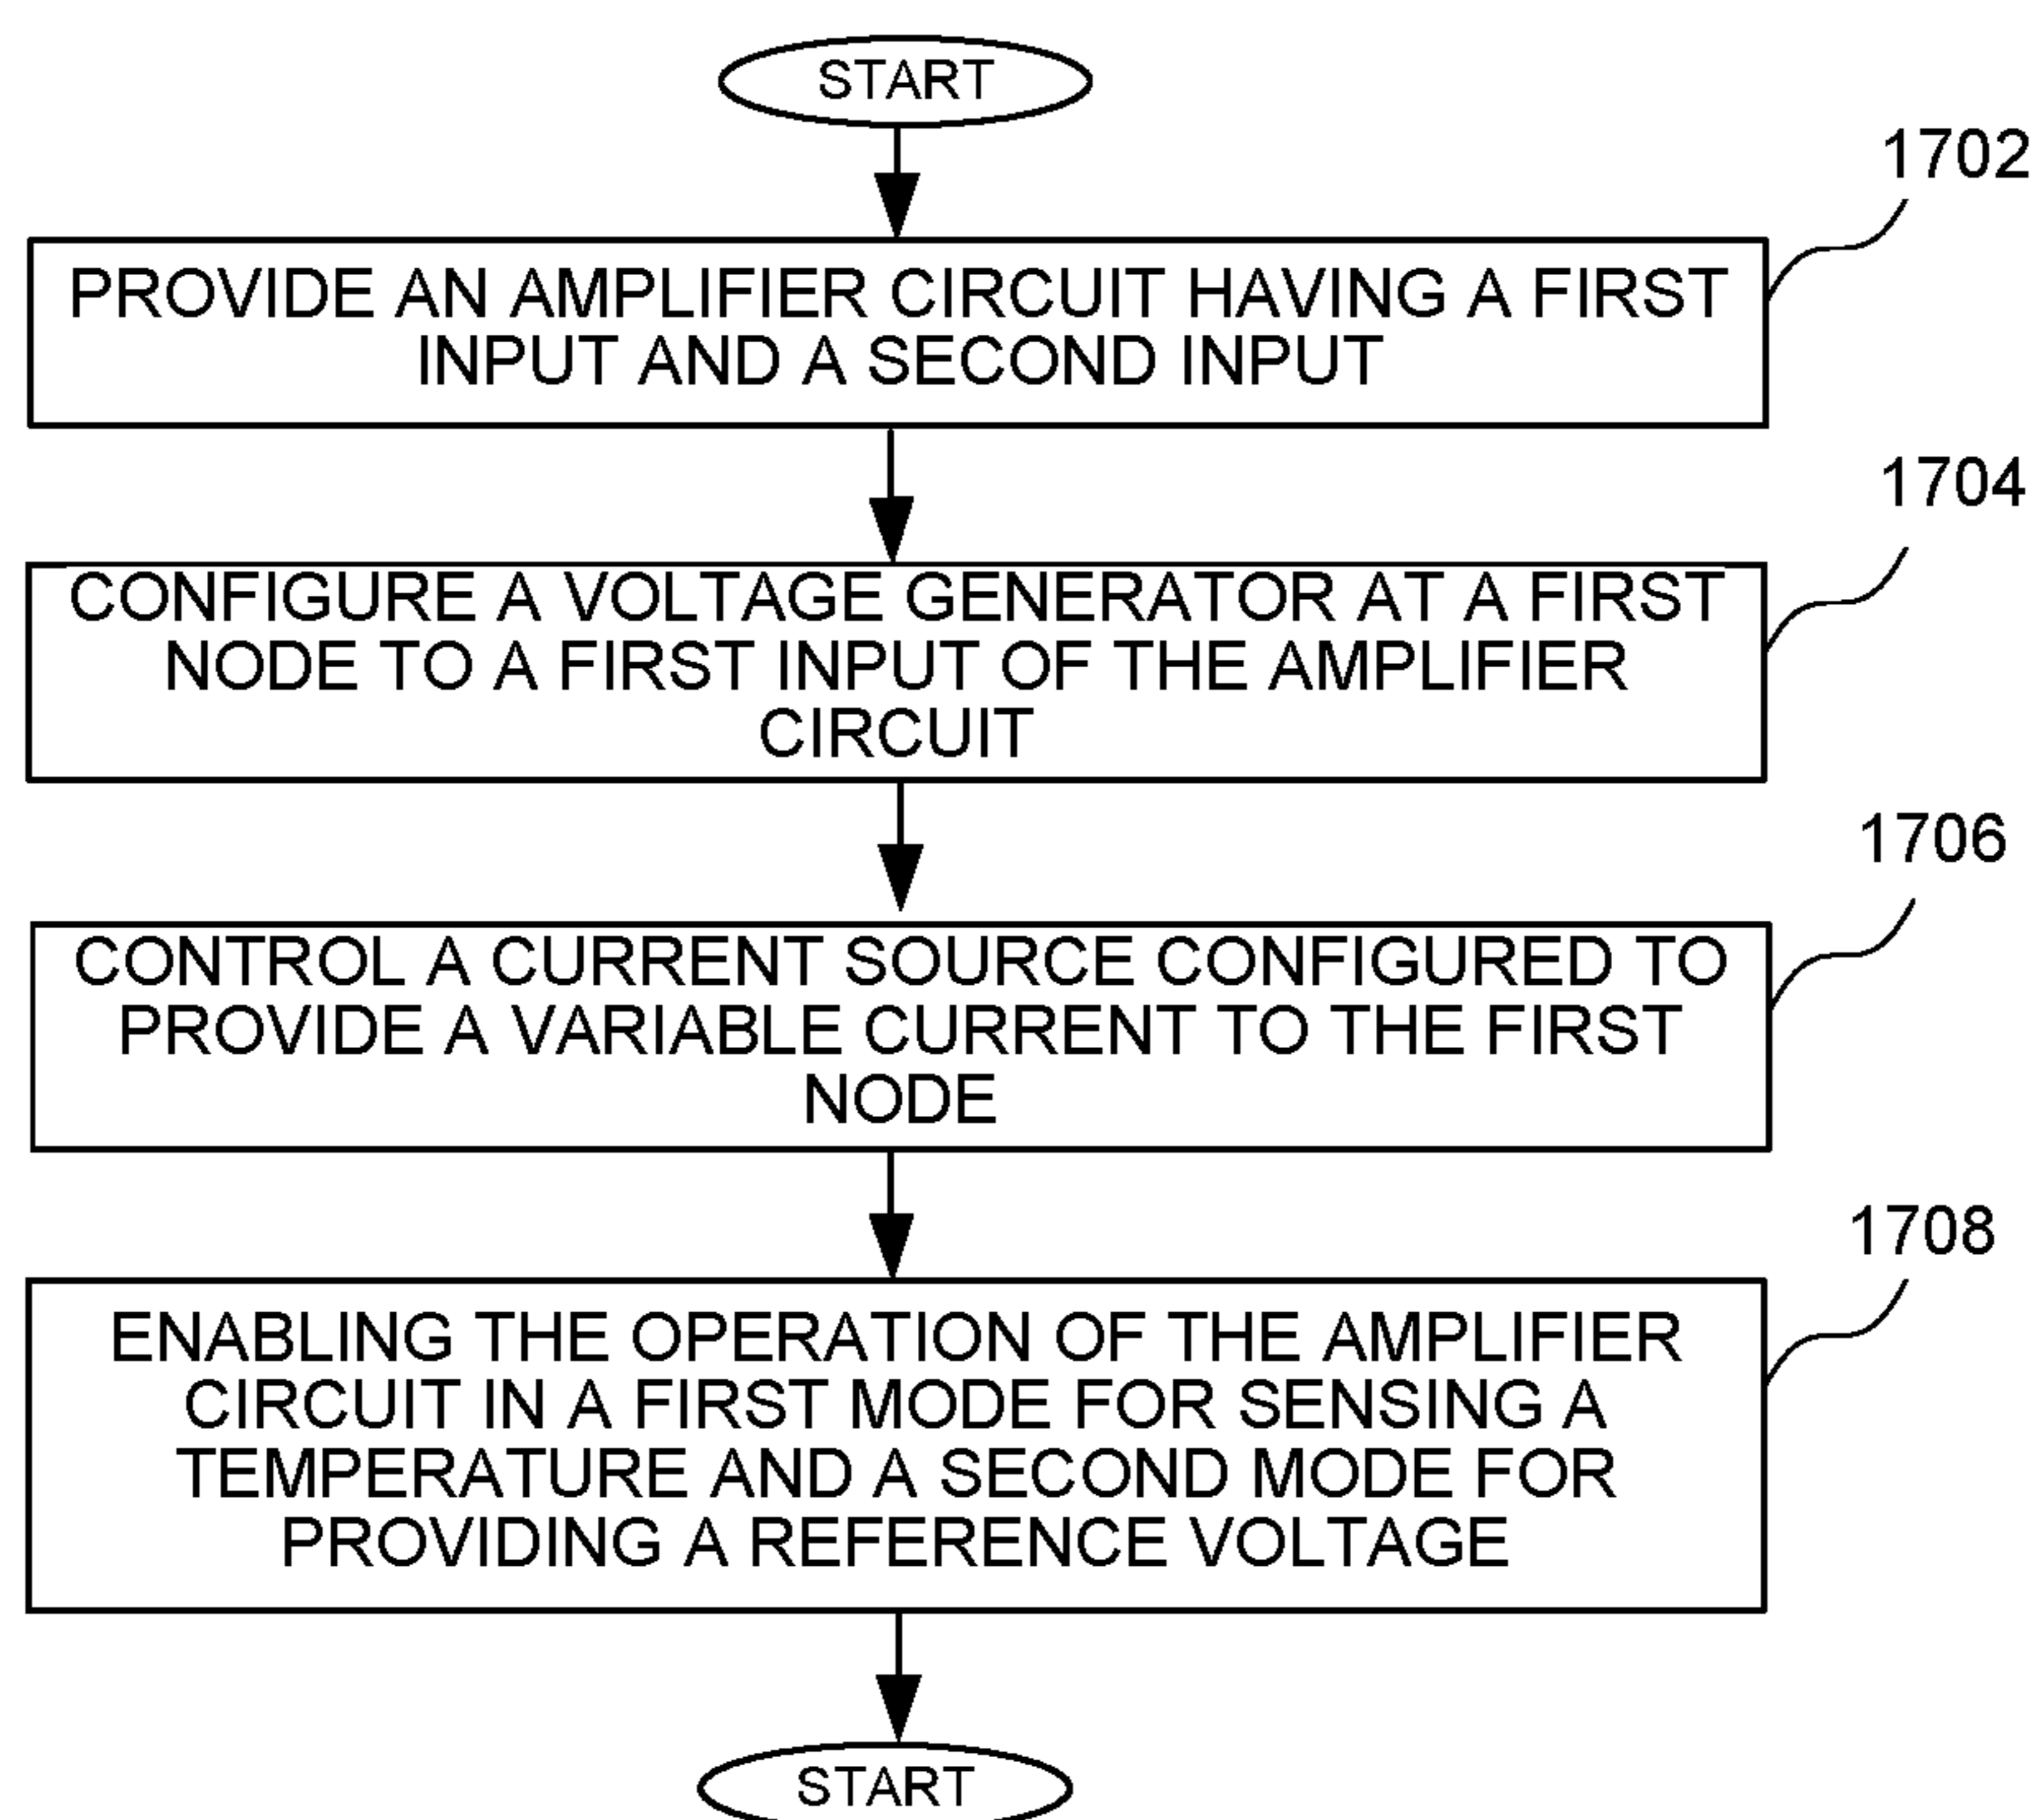 START
1702
PROVIDE AN AMPLIFIER CIRCUIT HAVING A FIRST
INPUT AND A SECOND INPUT
1704
CONFIGURE A VOLTAGE GENERATOR AT A FIRST
NODE TO A FIRST INPUT OF THE AMPLIFIER
CIRCUIT
1706
CONTROL A CURRENT SOURCE CONFIGURED TO
PROVIDE A VARIABLE CURRENT TO THE FIRST
NODE
1708
ENABLING THE OPERATION OF THE AMPLIFIER
CIRCUIT IN A FIRST MODE FOR SENSING A
TEMPERATURE AND A SECOND MODE FOR
PROVIDING A REFERENCE VOLTAGE
START